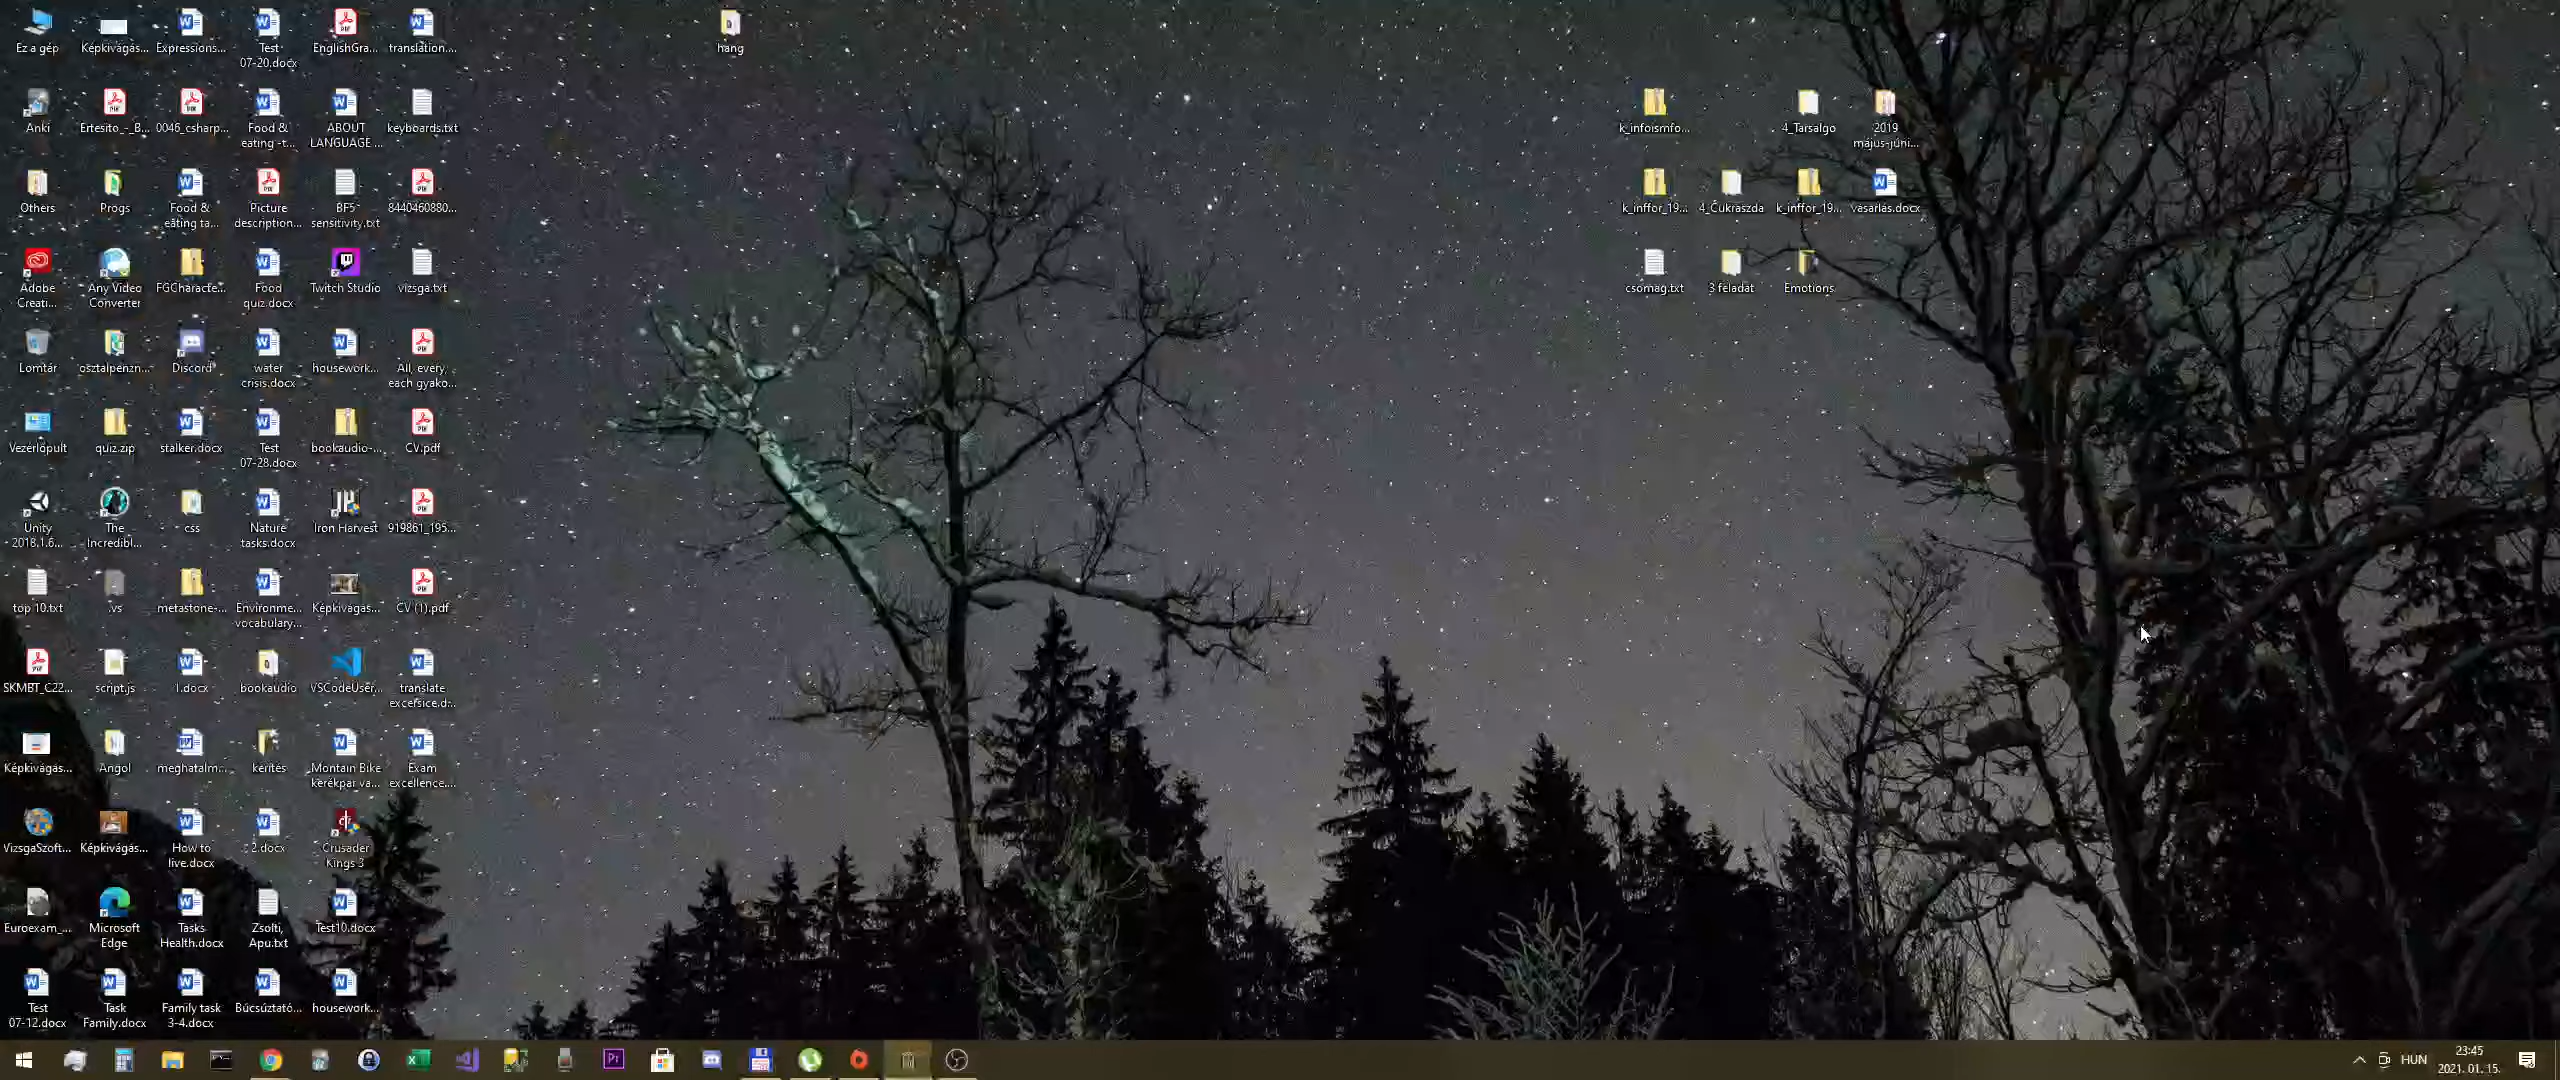 Ez a gép
Képkivágás...
Expressions...
Test
07-20.docx
EnglishGra...
translation....
hang
Anki
Ertesito_-_B...
0046_csharp...
Food &
eating -t...
ABOUT
LANGUAGE ...
keyboards.txt
k_infoismfo...
4_Tarsalgo
2019
május-júni...
Others
Progs
Food &
eating ta...
Picture
description...
BF5
sensitivity.txt
8440460880...
k_inffor_19...
4_Cukraszda
k_inffor_19...
vasarlas.docx
Adobe
Creati...
Any Video
Converter
FGCharacte...
Food
quiz.docx
Twitch Studio
vizsga.txt
csomag.txt
3 feladat
Emotions
Lomtár
osztalpenzn...
Discord
water
crisis.docx
housework...
All, every,
each gyako...
Vezérlőpult
quiz.zip
stalker.docx
Test
07-28.docx
bookaudio-...
CV.pdf
Unity
2018.1.6...
The
Incredibl...
css
Nature
tasks.docx
Iron Harvest
919861_195...
top 10.txt
.vs
metastone-...
Environme...
vocabulary...
Képkivágás...
CV (1).pdf
SKMBT_C22...
script.js
1.docx
bookaudio
VSCodeUser...
translate
excersice.d...
Képkivágás...
Angol
meghatalm...
kerítés
Montain Bike
kerékpár va...
Exam
excellence....
VizsgaSzoft...
Képkivágás...
How to
live.docx
2.docx
Crusader
Kings 3
Euroexam_...
Microsoft
Edge
Tasks
Health.docx
Zsolti,
Apu.txt
Test10.docx
Test
07-12.docx
Task
Family.docx
Family task
3-4.docx
Búcsúztató...
housework...
HUN
23:45
2021. 01. 15.